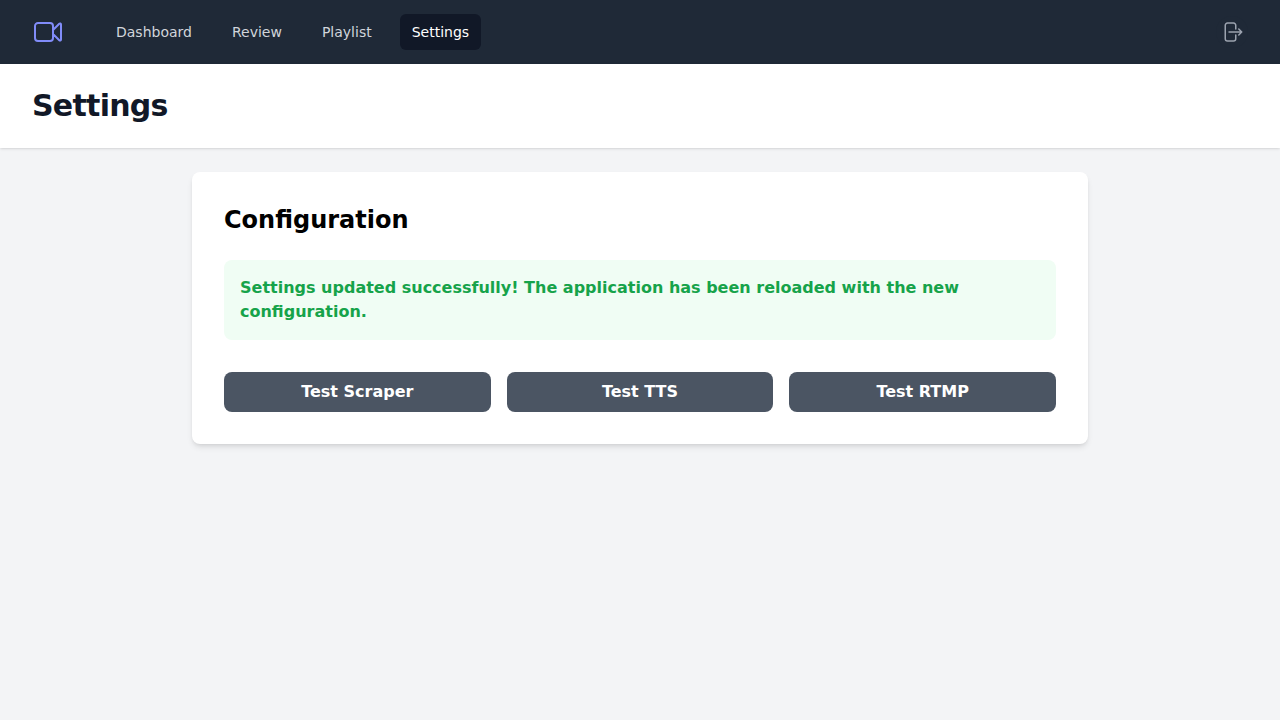 Dashboard Review Playlist Settings
Settings
Configuration
Settings updated successfully! The application has been reloaded with the new
configuration.
Test Scraper Test TTS Test RTMP